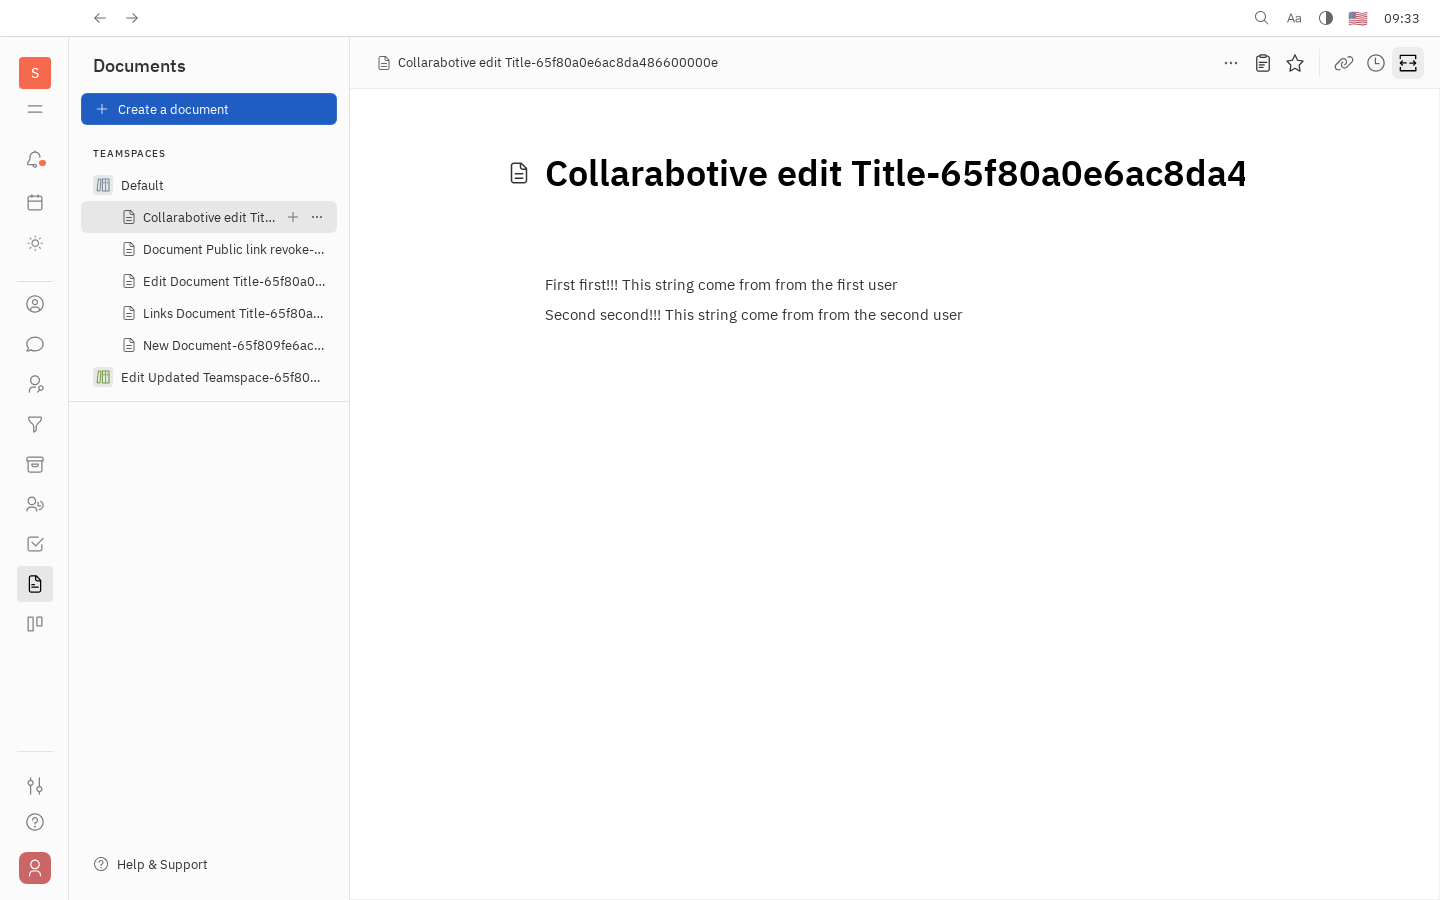 Aa
09:33
S
Documents
Create a document
TEAMSPACES
Default
Collarabotive edit Tit...
Document Public link revoke-...
Edit Document Title-65f80a0...
Links Document Title-65f80a...
New Document-65f809fe6ac...
Edit Updated Teamspace-65f80...
Help & Support
Collarabotive edit Title-65f80a0e6ac8da486600000e
Collarabotive edit Title-65f80a0e6ac8da4
First first!!! This string come from from the first user
Second second!!! This string come from from the second user